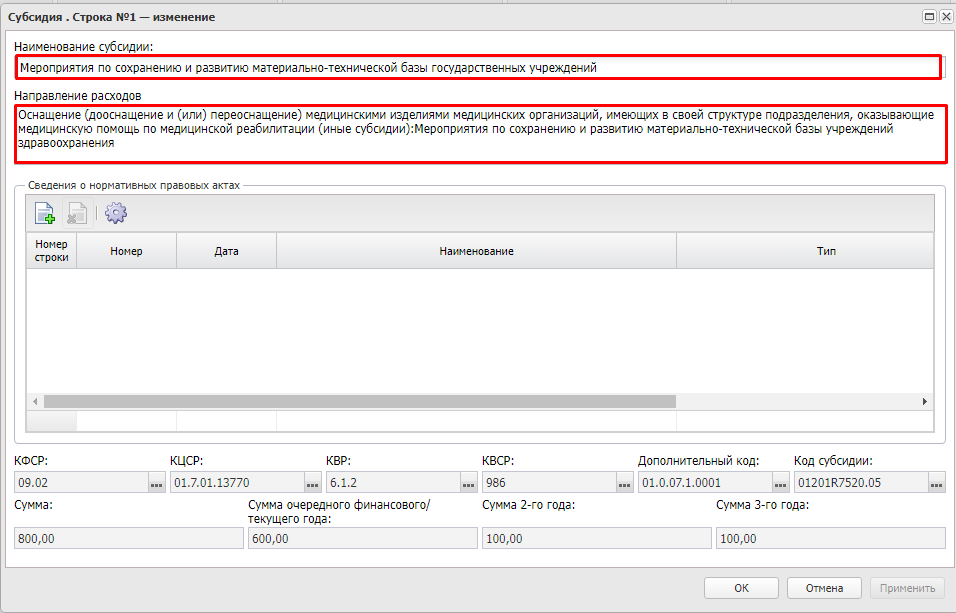 Субсидия . Строка №1 — изменение
Наименование субсидии:
Мероприятия по сохранению и развитию материально-технической базы государственных учреждений
Направление расходов
Оснащение (дооснащение и (или) переоснащение) медицинскими изделиями медицинских организаций, имеющих в своей структуре подразделения, оказывающие
медицинскую помощь по медицинской реабилитации (иные субсидии):Мероприятия по сохранению и развитию материально-технической базы учреждений
здравоохранения
Сведения о нормативных правовых актах
Номер строки Номер Дата Наименование Тип
КФСР: КЦСР: КВР: КВСР: Дополнительный код: Код субсидии:
09.02 ... 01.7.01.13770 ... 6.1.2 ... 986 ... 01.0.07.1.0001 ... 01201R7520.05 ...
Сумма: Сумма очередного финансового/ текущего года: Сумма 2-го года: Сумма 3-го года:
800,00 600,00 100,00 100,00
ОК Отмена Применить